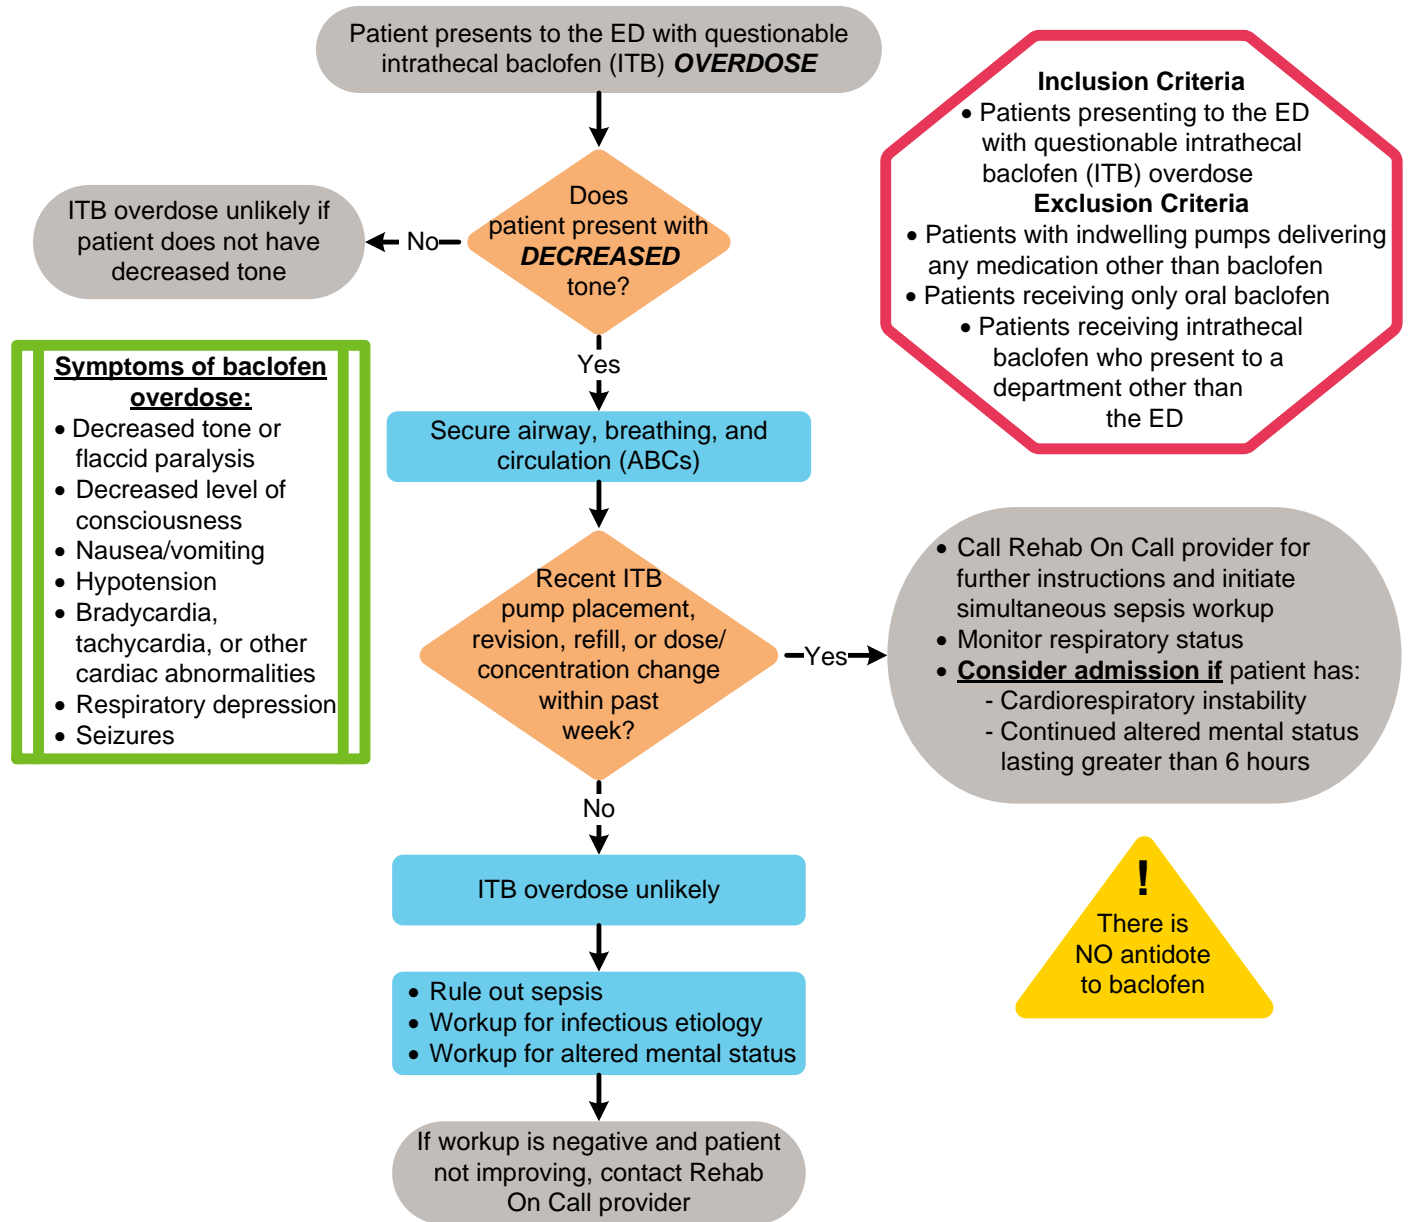 Patient presents to the ED with questionable
intrathecal baclofen (ITB) OVERDOSE
Inclusion Criteria
• Patients presenting to the ED
with questionable intrathecal
baclofen (ITB) overdose
Exclusion Criteria
• Patients with indwelling pumps delivering
any medication other than baclofen
• Patients receiving only oral baclofen
• Patients receiving intrathecal
baclofen who present to a
department other than
the ED
Does
patient present with
DECREASED
tone?
No
ITB overdose unlikely if
patient does not have
decreased tone
Yes
Symptoms of baclofen
overdose:
• Decreased tone or
flaccid paralysis
• Decreased level of
consciousness
• Nausea/vomiting
• Hypotension
• Bradycardia,
tachycardia, or other
cardiac abnormalities
• Respiratory depression
• Seizures
Secure airway, breathing, and
circulation (ABCs)
Recent ITB
pump placement,
revision, refill, or dose/
concentration change
within past
week?
Yes
• Call Rehab On Call provider for
further instructions and initiate
simultaneous sepsis workup
• Monitor respiratory status
• Consider admission if patient has:
- Cardiorespiratory instability
- Continued altered mental status
lasting greater than 6 hours
No
ITB overdose unlikely
!
There is
NO antidote
to baclofen
• Rule out sepsis
• Workup for infectious etiology
• Workup for altered mental status
If workup is negative and patient
not improving, contact Rehab
On Call provider